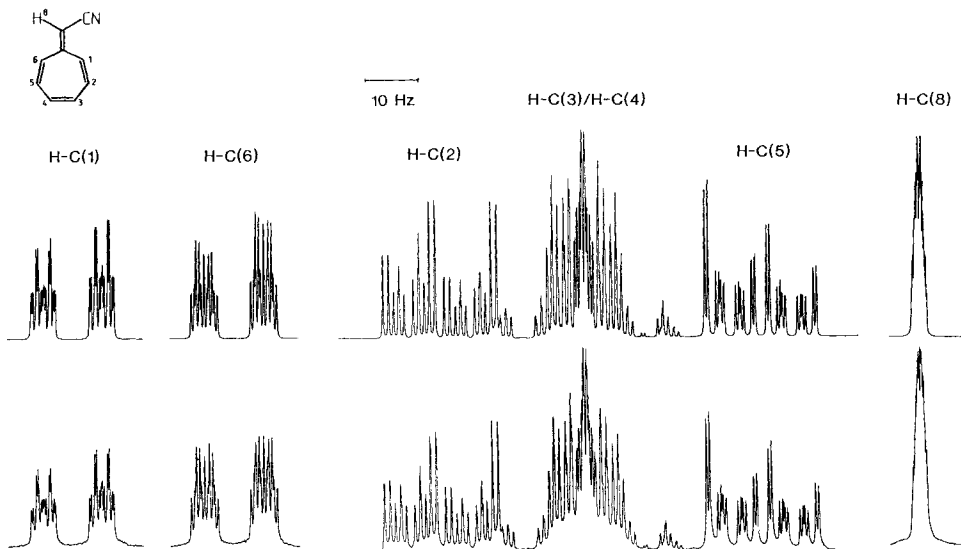 H 8 CN
6 1
5 2
4 3
10 Hz
H-C(3)/H-C(4)
H-C(8)
H-C(1)
H-C(6)
H-C(2)
H-C(5)